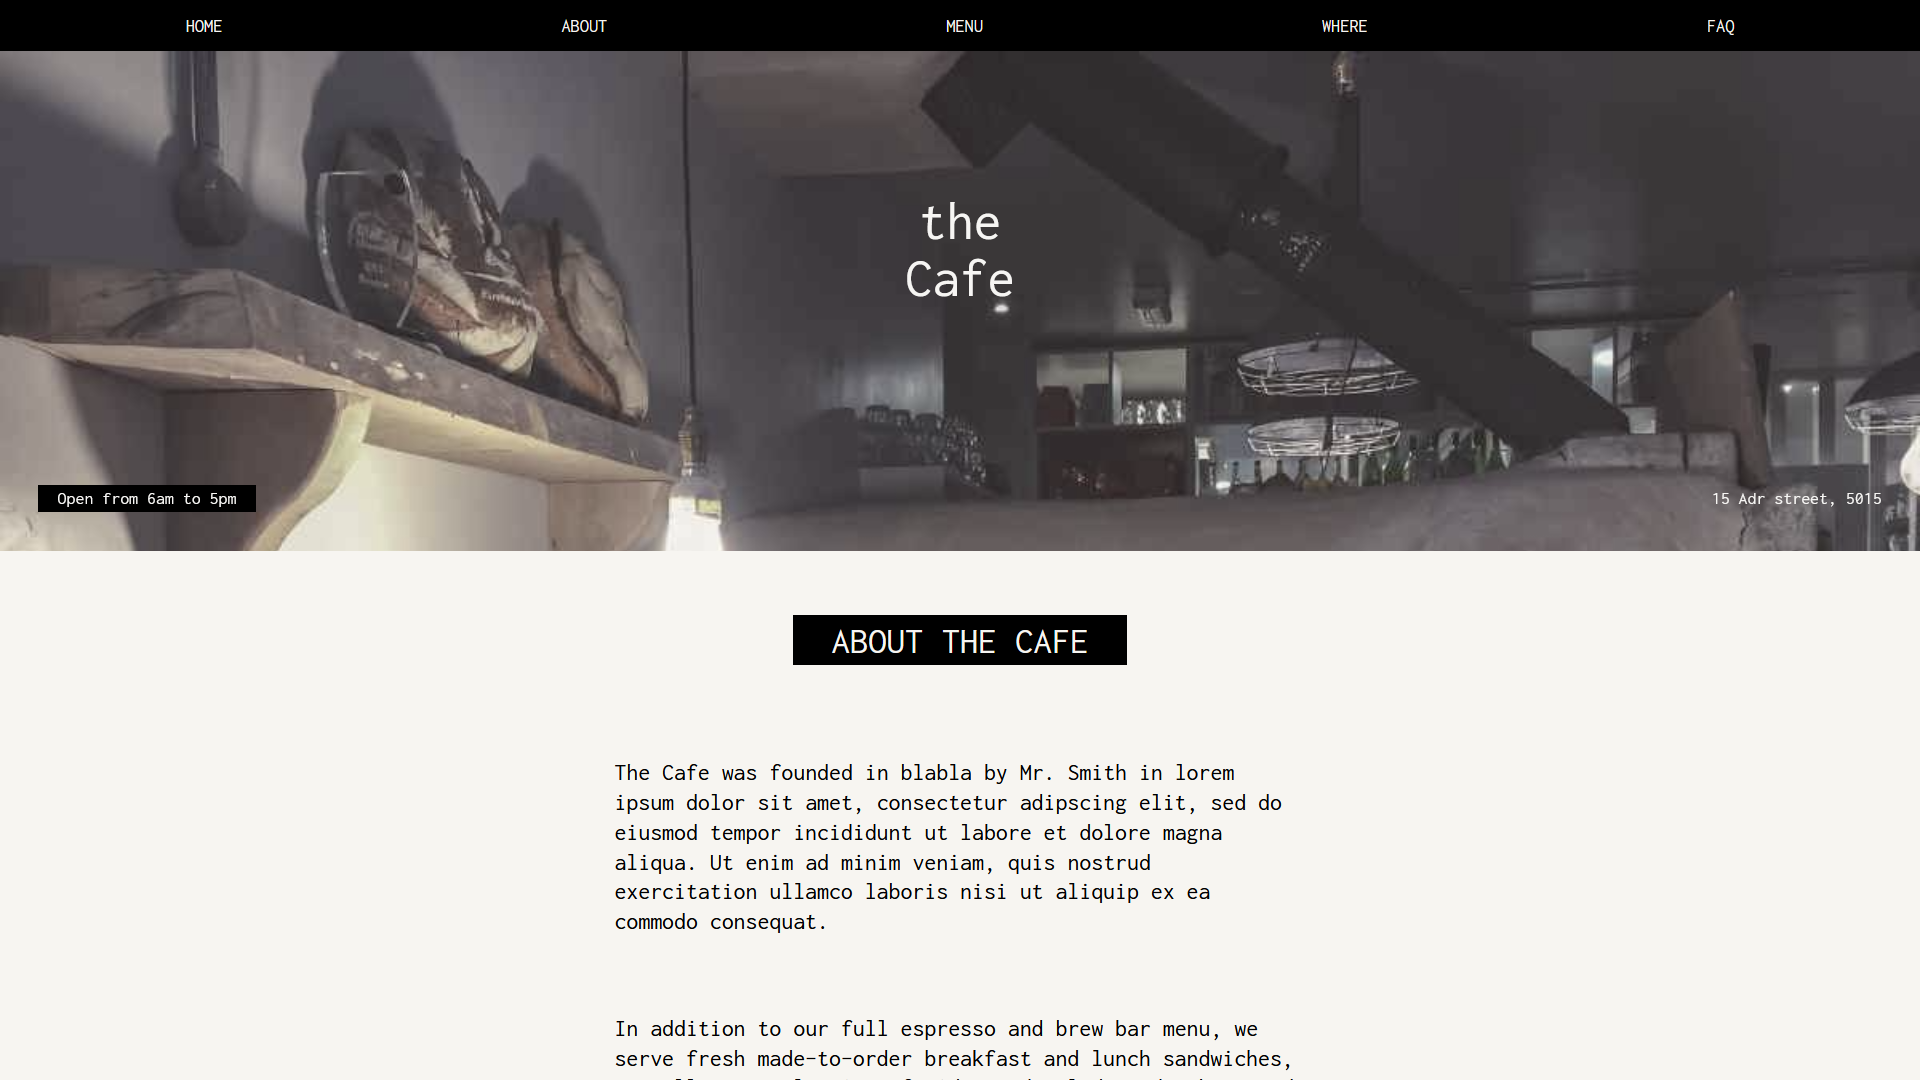 HOME ABOUT MENU WHERE FAQ
the
Cafe
Open from 6am to 5pm
15 Adr street, 5015
ABOUT THE CAFE
The Cafe was founded in blabla by Mr. Smith in lorem
ipsum dolor sit amet, consectetur adipscing elit, sed do
eiusmod tempor incididunt ut labore et dolore magna
aliqua. Ut enim ad minim veniam, quis nostrud
exercitation ullamco laboris nisi ut aliquip ex ea
commodo consequat.
In addition to our full espresso and brew bar menu, we
serve fresh made-to-order breakfast and lunch sandwiches,